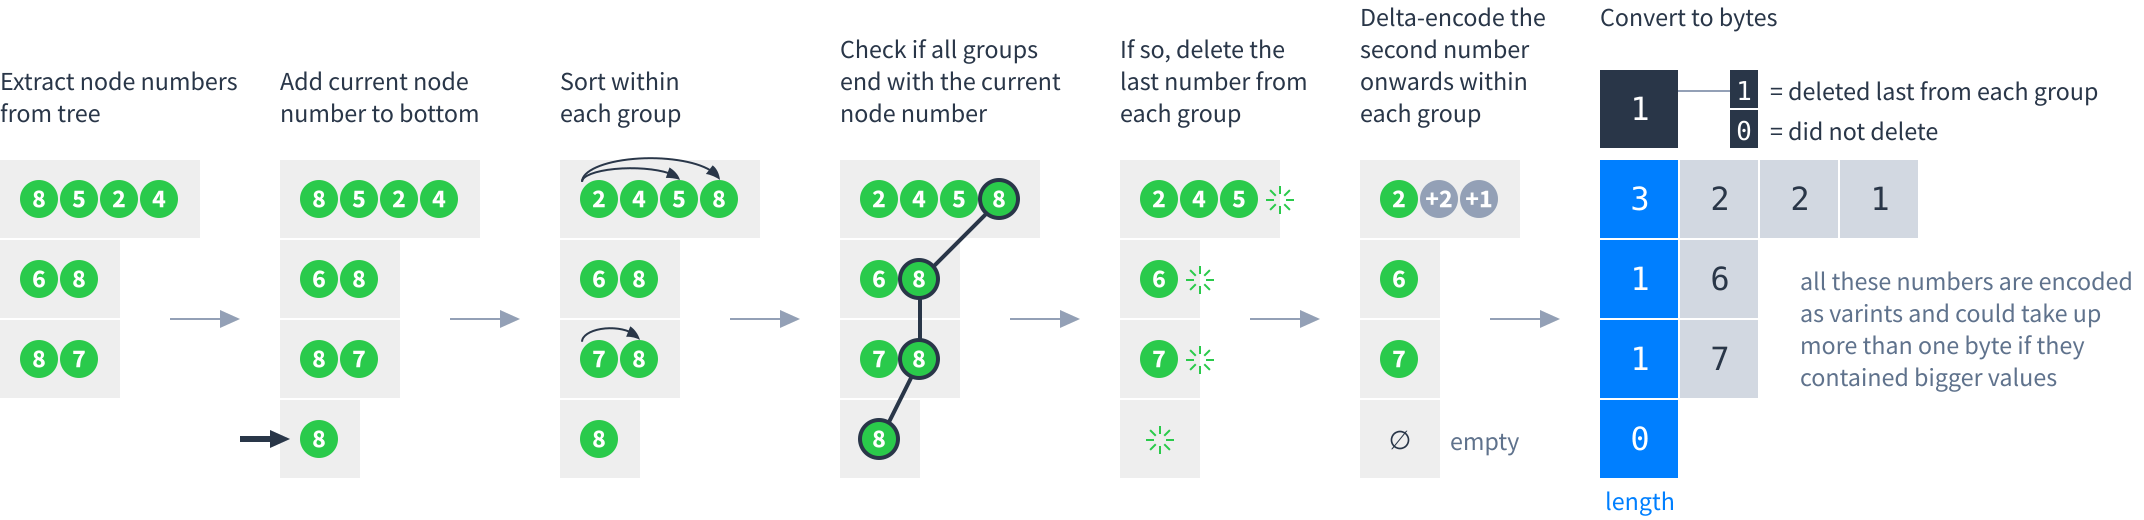 Extract node numbers
from tree
8 5 2 4
6 8
8 7
Add current node
number to bottom
8 5 2 4
6 8
8 7
8
Sort within
each group
2 4 5 8
6 8
7 8
8
Check if all groups
end with the current
node number
2 4 5 8
6 8
7 8
8
If so, delete the
last number from
each group
2 4 5
6
7
Delta-encode the
second number
onwards within
each group
2 +2 +1
6
7
∅ empty
Convert to bytes
1
1 = deleted last from each group
0 = did not delete
3 2 2 1
1 6
1 7
0
length
all these numbers are encoded
as varints and could take up
more than one byte if they
contained bigger values